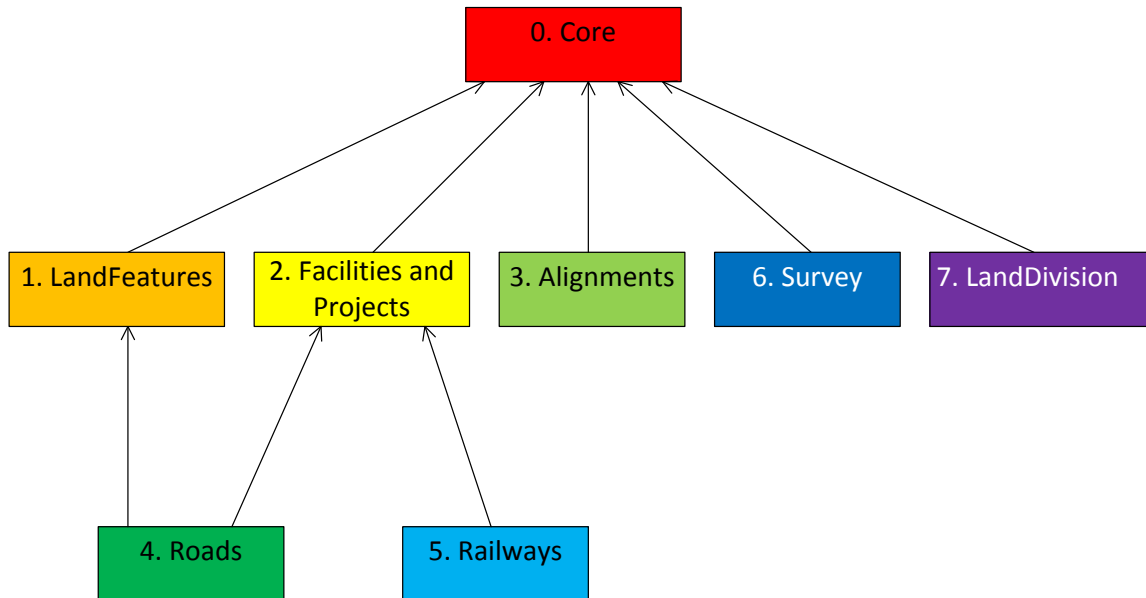 0. Core
1. LandFeatures
2. Facilities and
Projects
3. Alignments
6. Survey
7. LandDivision
4. Roads
5. Railways